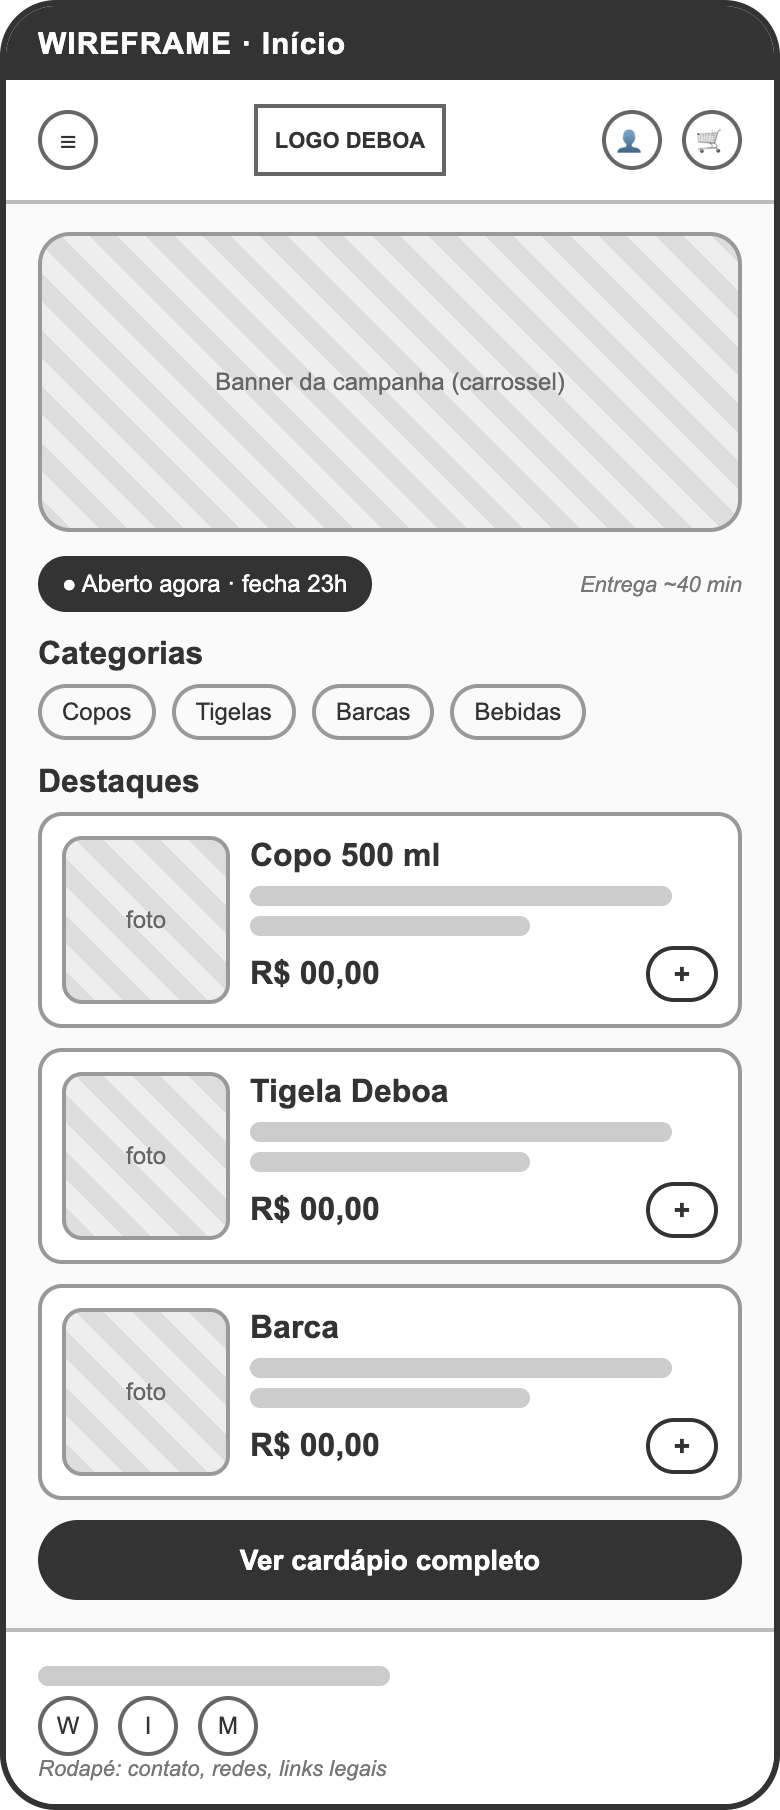 WIREFRAME · Início
≡ LOGO DEBOA
Banner da campanha (carrossel)
● Aberto agora · fecha 23h Entrega ~40 min
Categorias
Copos Tigelas Barcas Bebidas
Destaques
foto
Copo 500 ml
R$ 00,00 +
foto
Tigela Deboa
R$ 00,00 +
foto
Barca
R$ 00,00 +
Ver cardápio completo
W I M
Rodapé: contato, redes, links legais